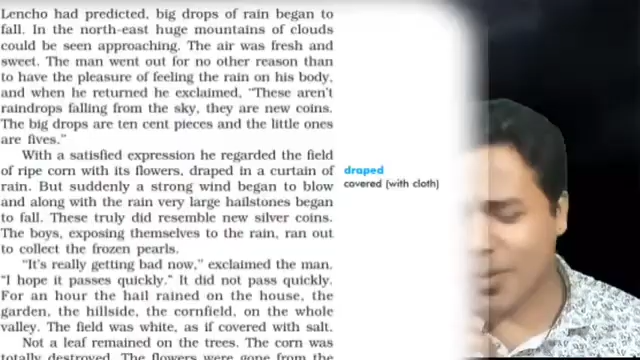 Lencho had predicted, big drops of rain began to
fall. In the north-east huge mountains of clouds
could be seen approaching. The air was fresh and
sweet. The man went out for no other reason than
to have the pleasure of feeling the rain on his body,
and when he returned he exclaimed, “These aren’t
raindrops falling from the sky, they are new coins.
The big drops are ten cent pieces and the little ones
are fives.”
With a satisfied expression he regarded the field
of ripe corn with its flowers, draped in a curtain of
rain. But suddenly a strong wind began to blow
and along with the rain very large hailstones began
to fall. These truly did resemble new silver coins.
The boys, exposing themselves to the rain, ran out
to collect the frozen pearls.
“It’s really getting bad now,” exclaimed the man.
“I hope it passes quickly.” It did not pass quickly.
For an hour the hail rained on the house, the
garden, the hillside, the cornfield, on the whole
valley. The field was white, as if covered with salt.
Not a leaf remained on the trees. The corn was
totally destroyed. The flowers were gone from the
draped
covered (with cloth)